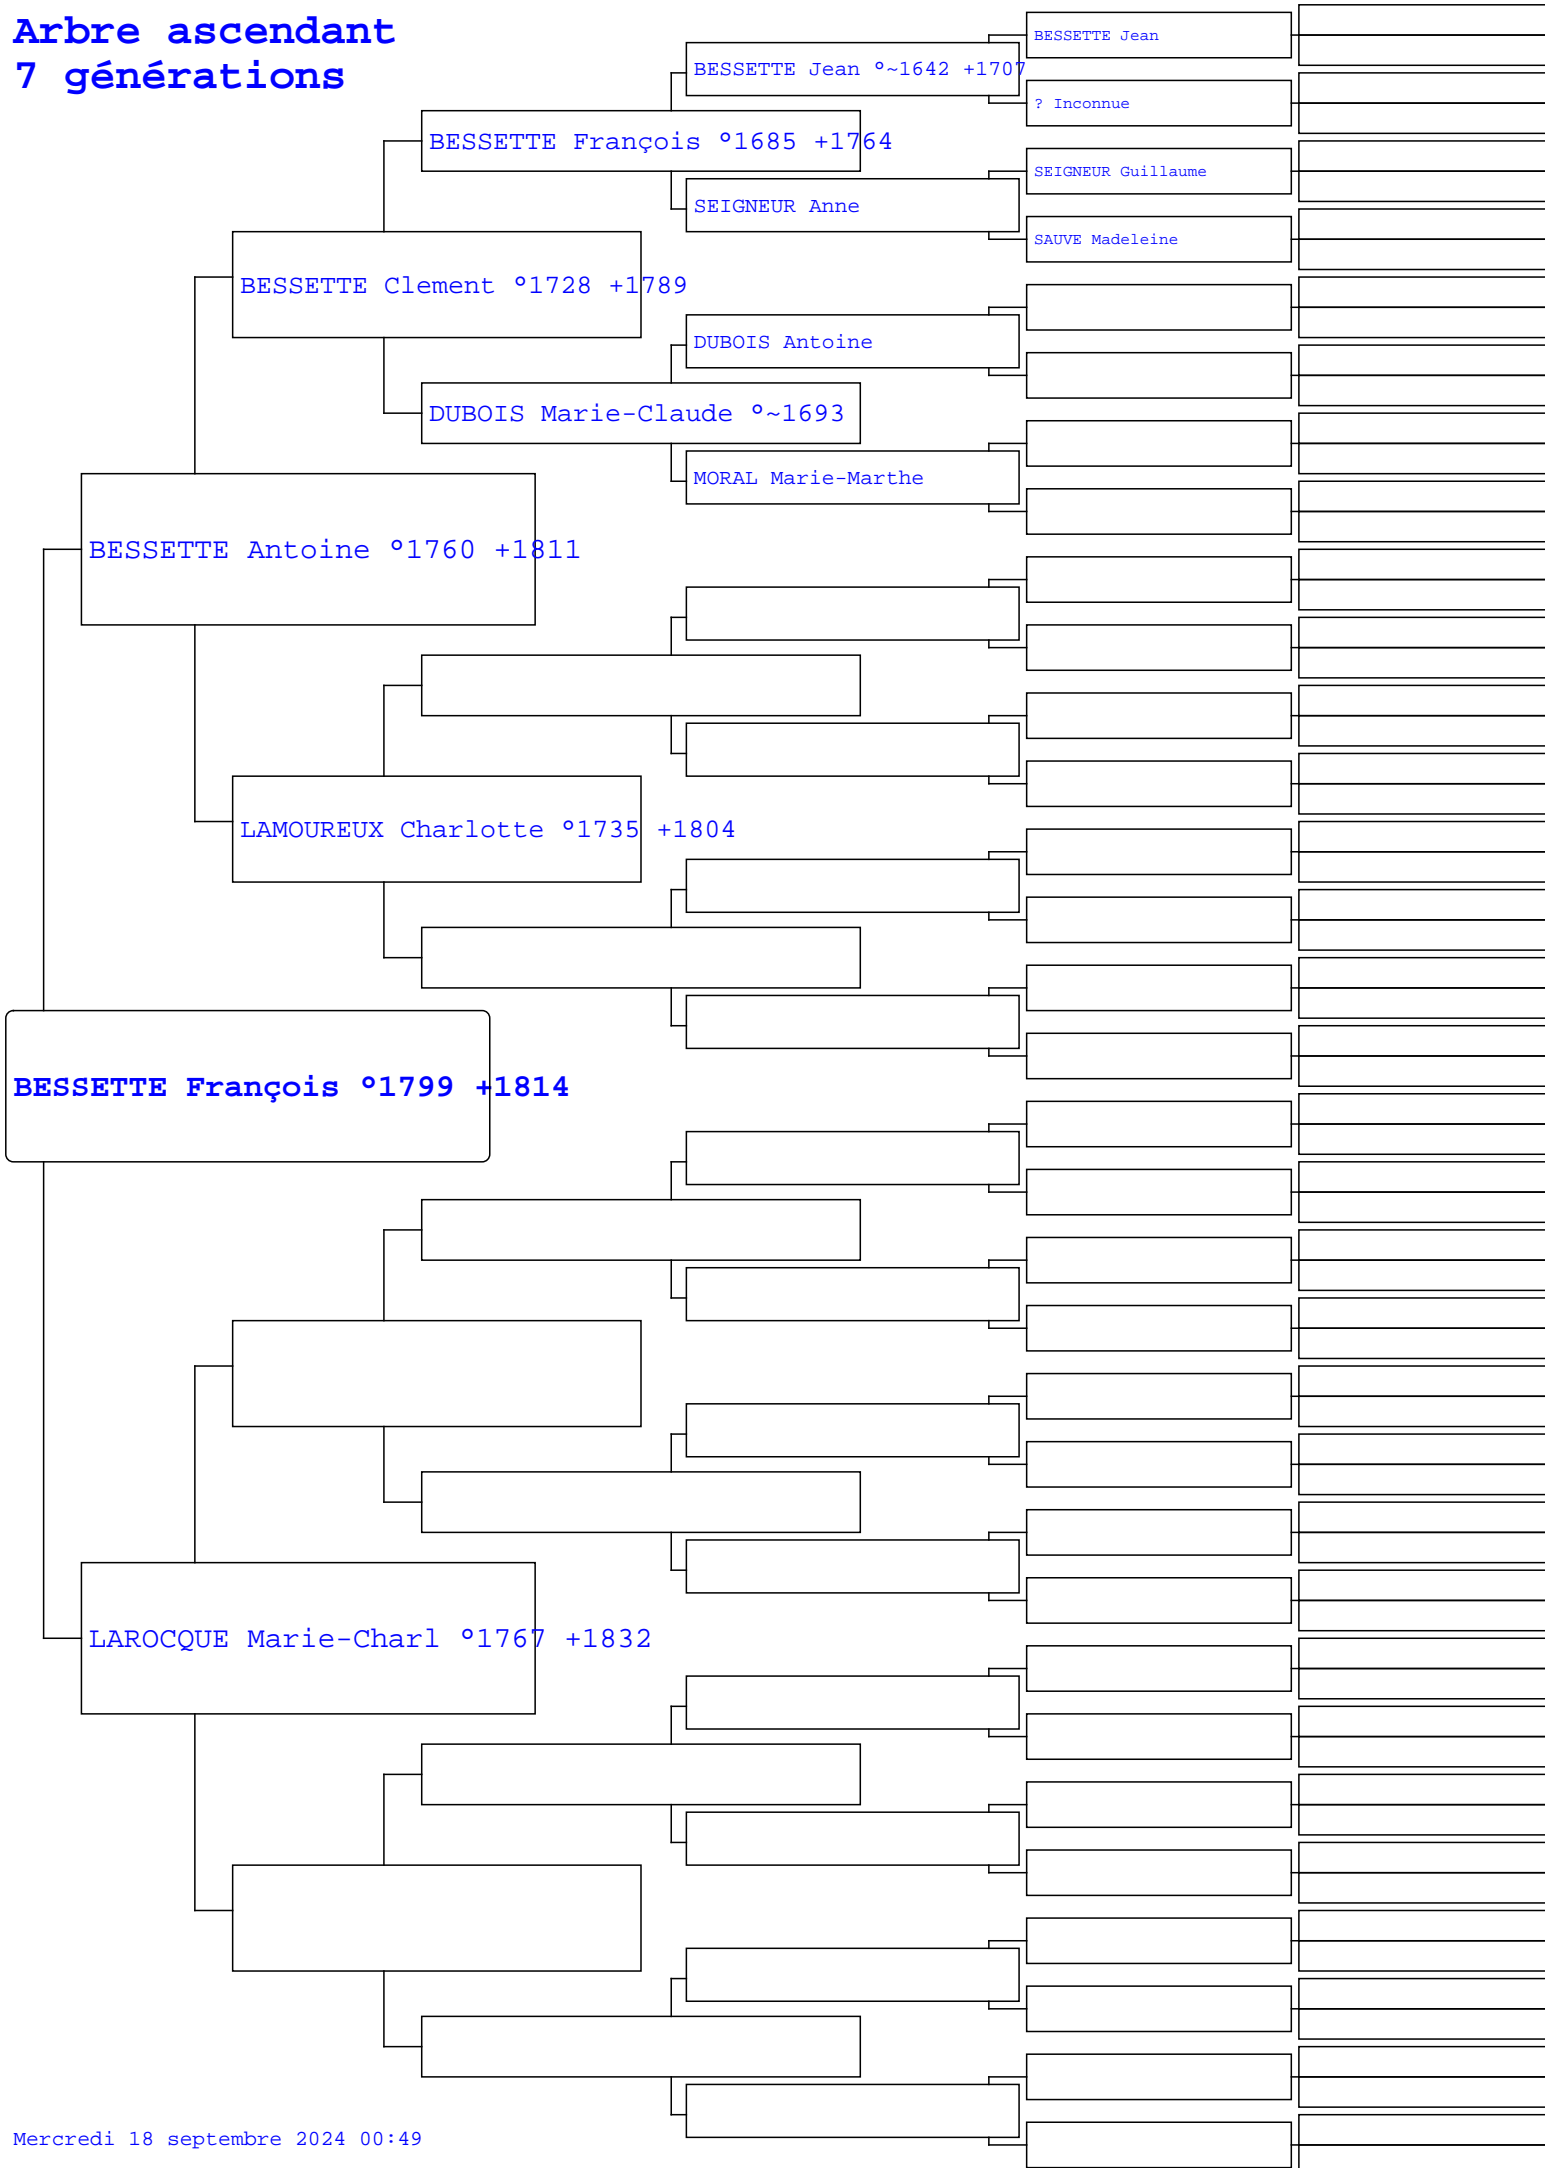 Arbre ascendant
7 générations
BESSETTE Jean
BESSETTE Jean °~1642 +1707
? Inconnue
BESSETTE François °1685 +1764
SEIGNEUR Guillaume
SEIGNEUR Anne
SAUVE Madeleine
BESSETTE Clement °1728 +1789
DUBOIS Antoine
DUBOIS Marie-Claude °~1693
MORAL Marie-Marthe
BESSETTE Antoine °1760 +1811
LAMOUREUX Charlotte °1735 +1804
BESSETTE François °1799 +1814
LAROCQUE Marie-Charl °1767 +1832
Mercredi 18 septembre 2024 00:49